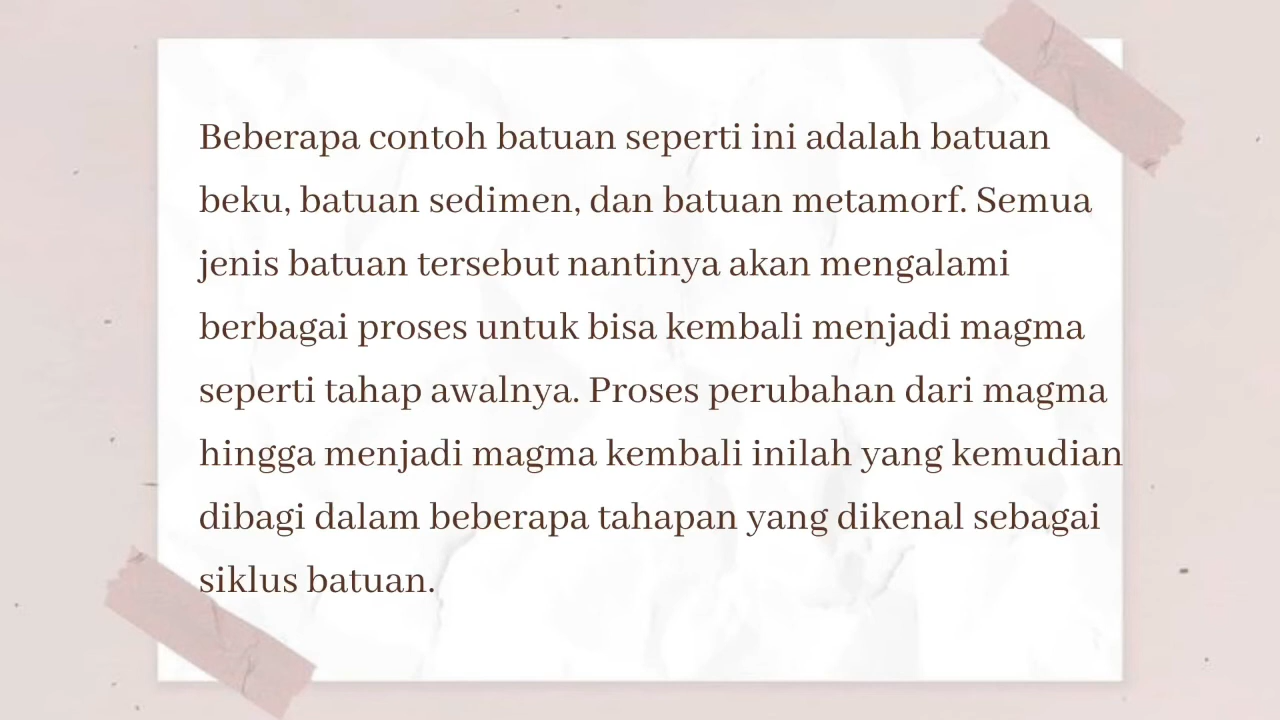 Beberapa contoh batuan seperti ini adalah batuan
beku, batuan sedimen, dan batuan metamorf. Semua
jenis batuan tersebut nantinya akan mengalami
berbagai proses untuk bisa kembali menjadi magma
seperti tahap awalnya. Proses perubahan dari magma
hingga menjadi magma kembali inilah yang kemudian
dibagi dalam beberapa tahapan yang dikenal sebagai
siklus batuan.